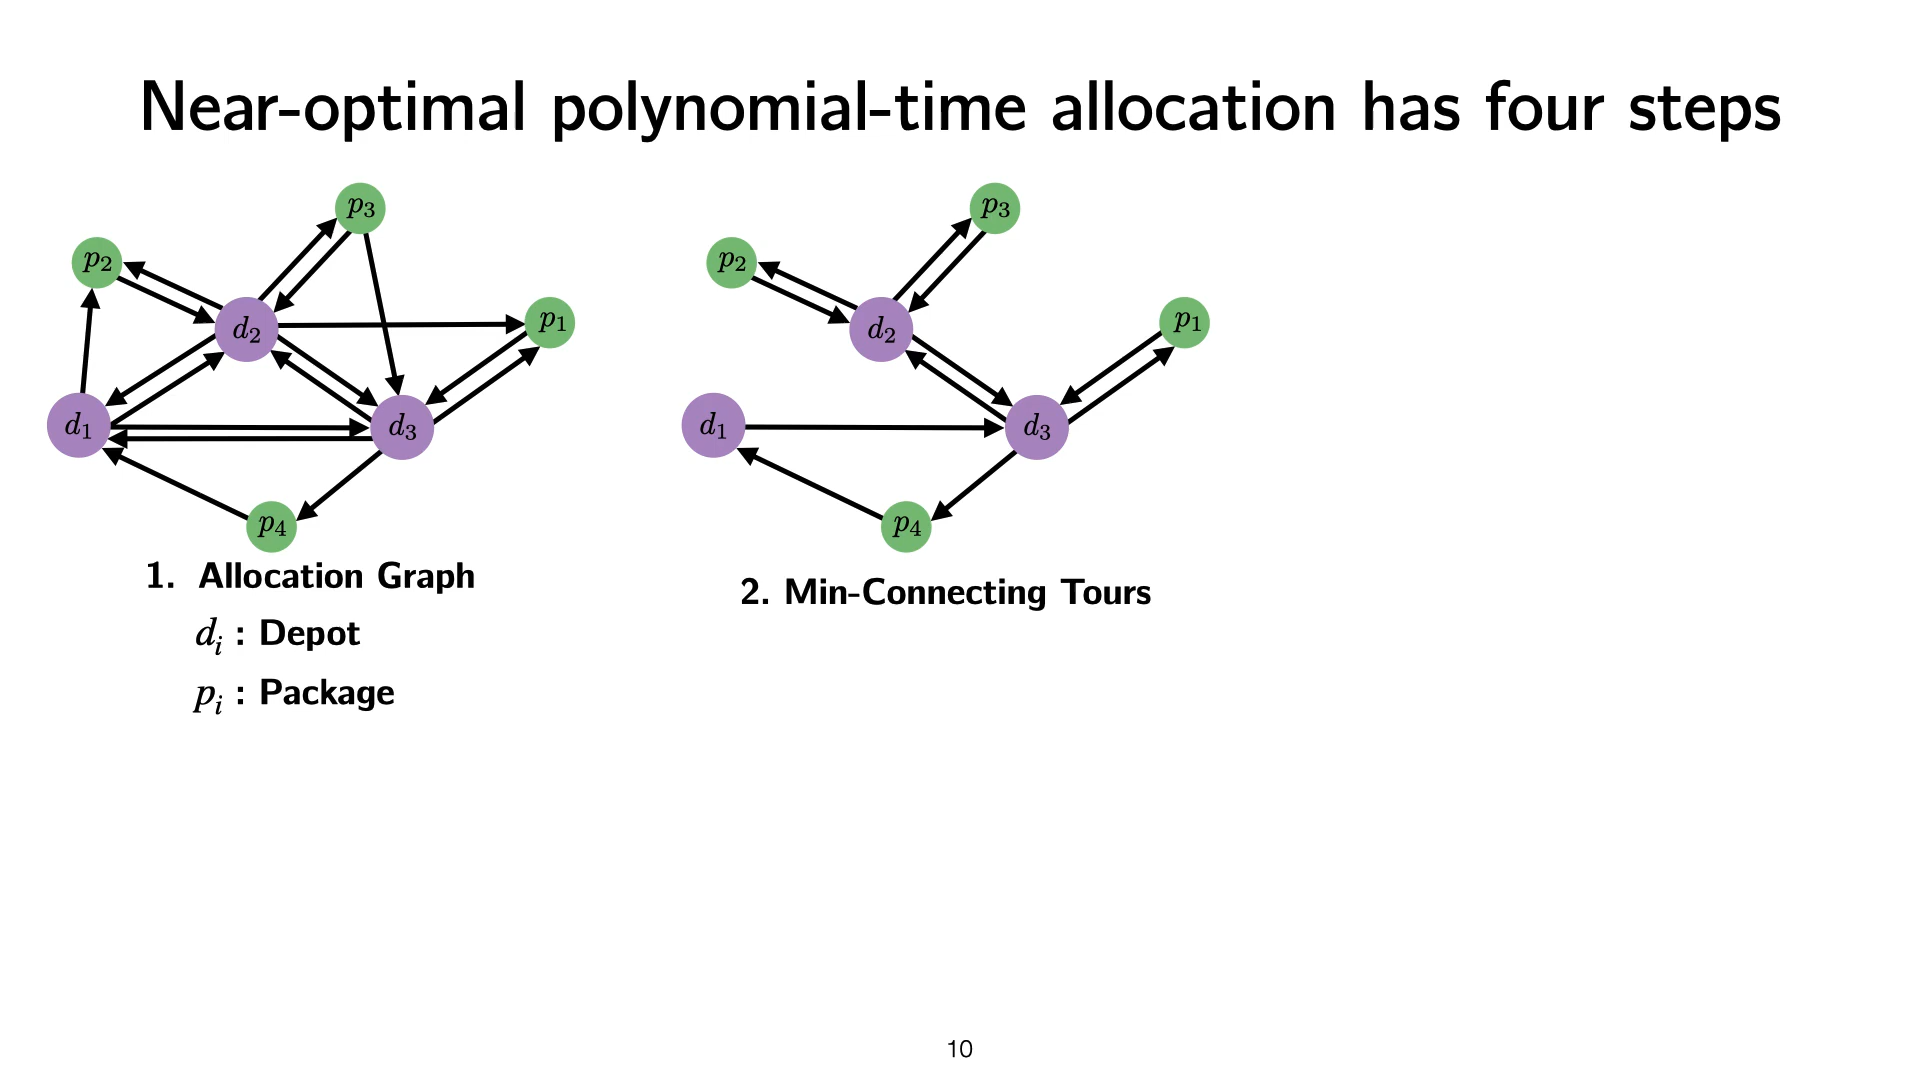 Near-optimal polynomial-time allocation has four steps
p₃
p₂
d₂
p₁
d₁
d₃
p₄
1. Allocation Graph
dᵢ : Depot
pᵢ : Package
p₃
p₂
d₂
p₁
d₁
d₃
p₄
2. Min-Connecting Tours
10